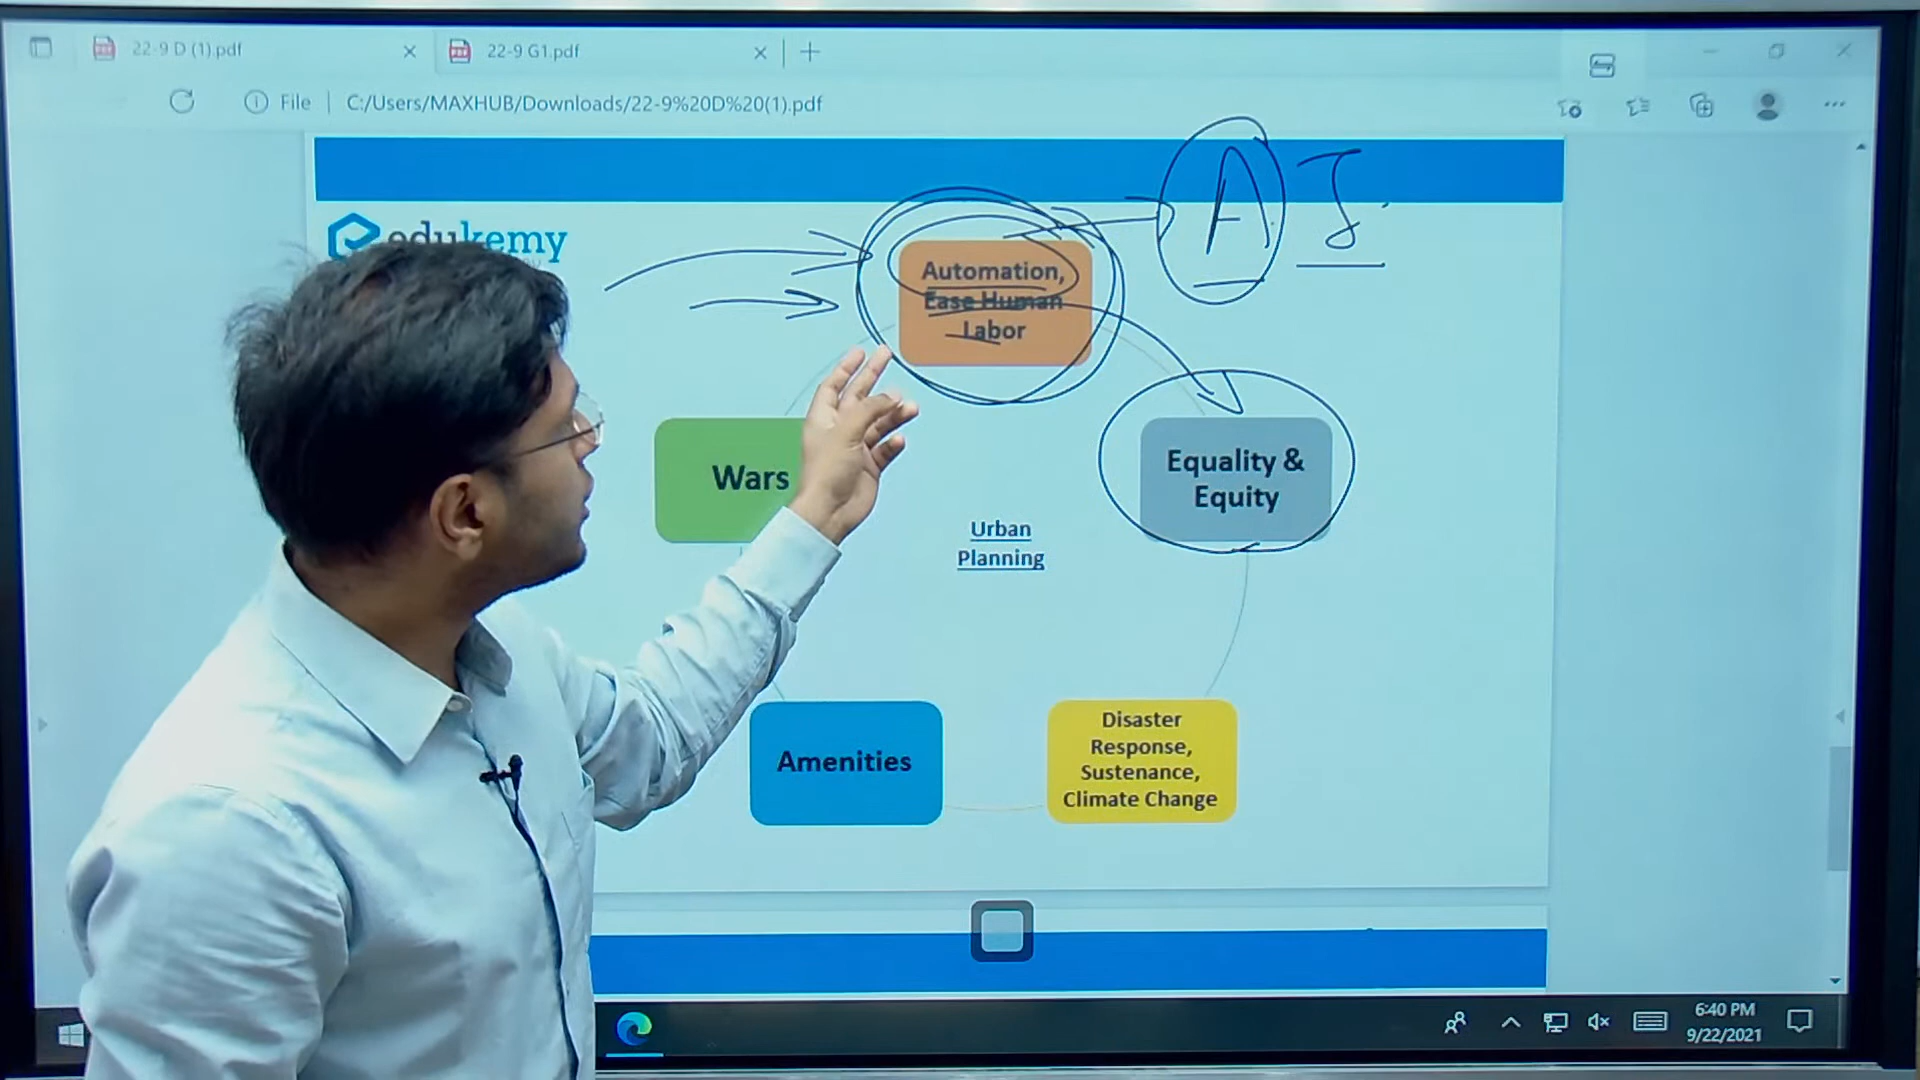 22-9 D (1).pdf
22-9 G1.pdf
File
C:/Users/MAXHUB/Downloads/22-9%20D%20(1).pdf
A I
edukemy
Automation,
Ease Human
Labor
Wars
Equality &
Equity
Urban
Planning
Amenities
Disaster
Response,
Sustenance,
Climate Change
6:40 PM
9/22/2021